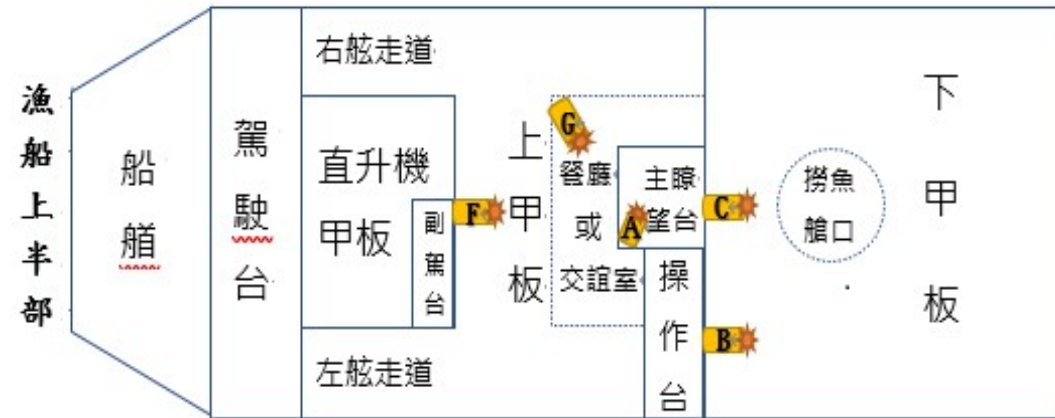 漁船上半部
船艏
駕駛台
右舷走道
直升機
甲板
副駕台
左舷走道
F
上甲板
G
餐廳
或
交誼室
主瞭
望台
A
操作台
C
B
撈魚
艙口
下甲板